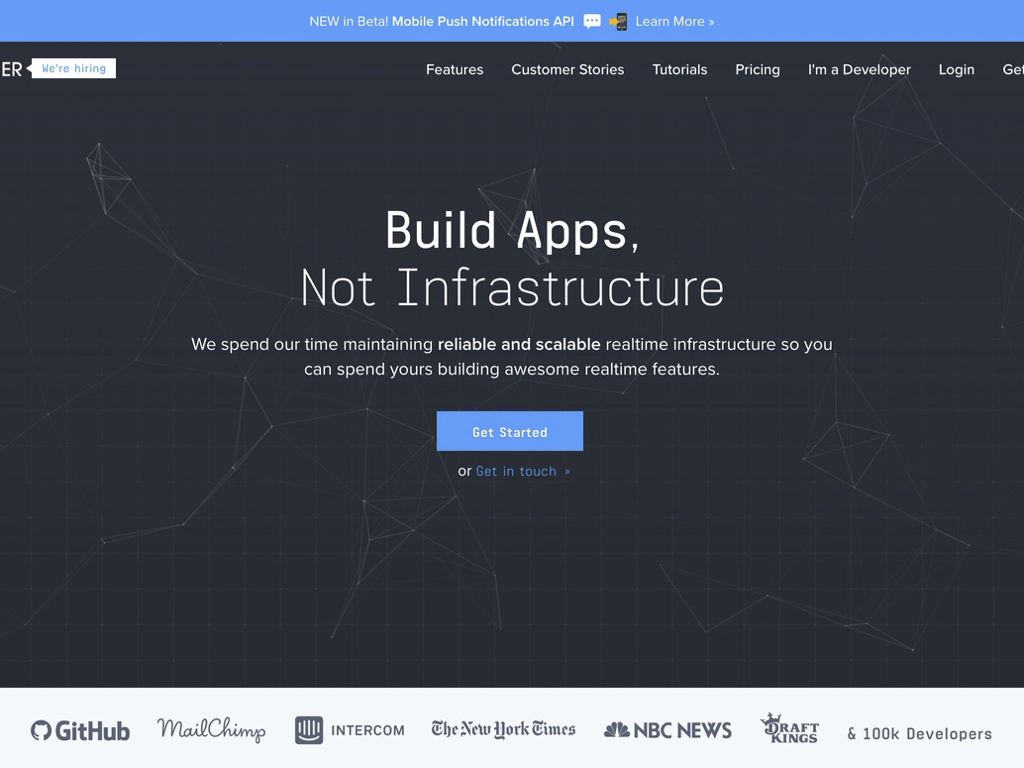 NEW in Beta! Mobile Push Notifications API Learn More »
ER We're hiring Features Customer Stories Tutorials Pricing I'm a Developer Login Get
Build Apps,
Not Infrastructure
We spend our time maintaining reliable and scalable realtime infrastructure so you
can spend yours building awesome realtime features.
Get Started
or Get in touch »
GitHub MailChimp INTERCOM The New York Times NBC NEWS DRAFT KINGS & 100k Developers